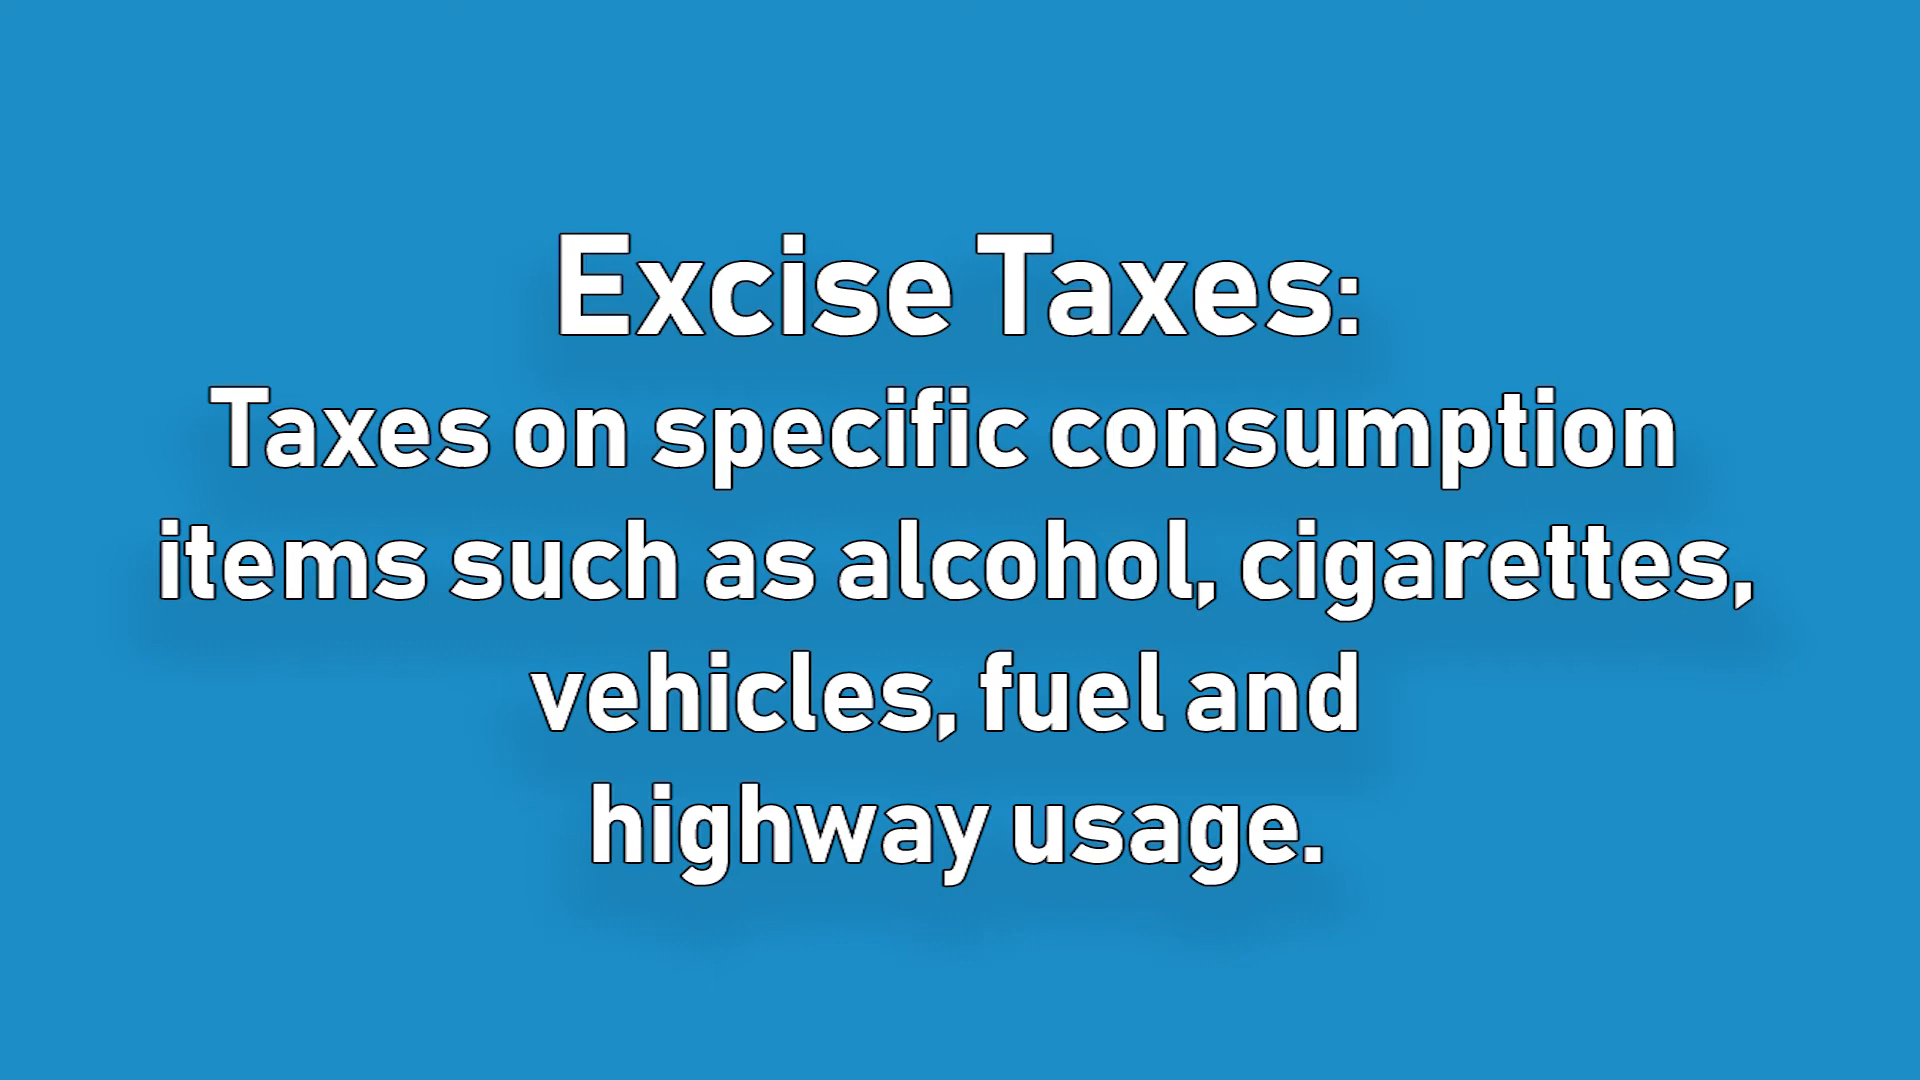 Excise Taxes:
Taxes on specific consumption
items such as alcohol, cigarettes,
vehicles, fuel and
highway usage.